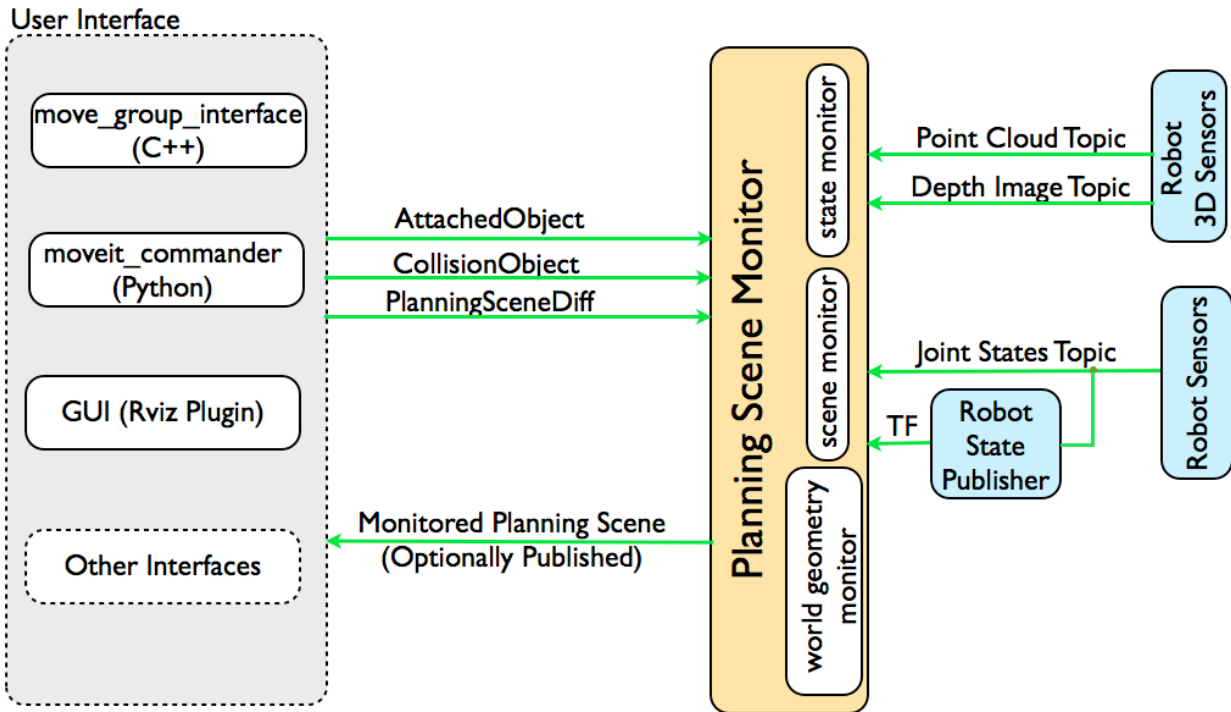 User Interface
move_group_interface
(C++)
moveit_commander
(Python)
GUI (Rviz Plugin)
Other Interfaces
AttachedObject
CollisionObject
PlanningSceneDiff
Monitored Planning Scene
(Optionally Published)
Planning Scene Monitor
state monitor
scene monitor
world geometry
monitor
Point Cloud Topic
Depth Image Topic
Joint States Topic
TF
Robot
State
Publisher
Robot
3D Sensors
Robot Sensors